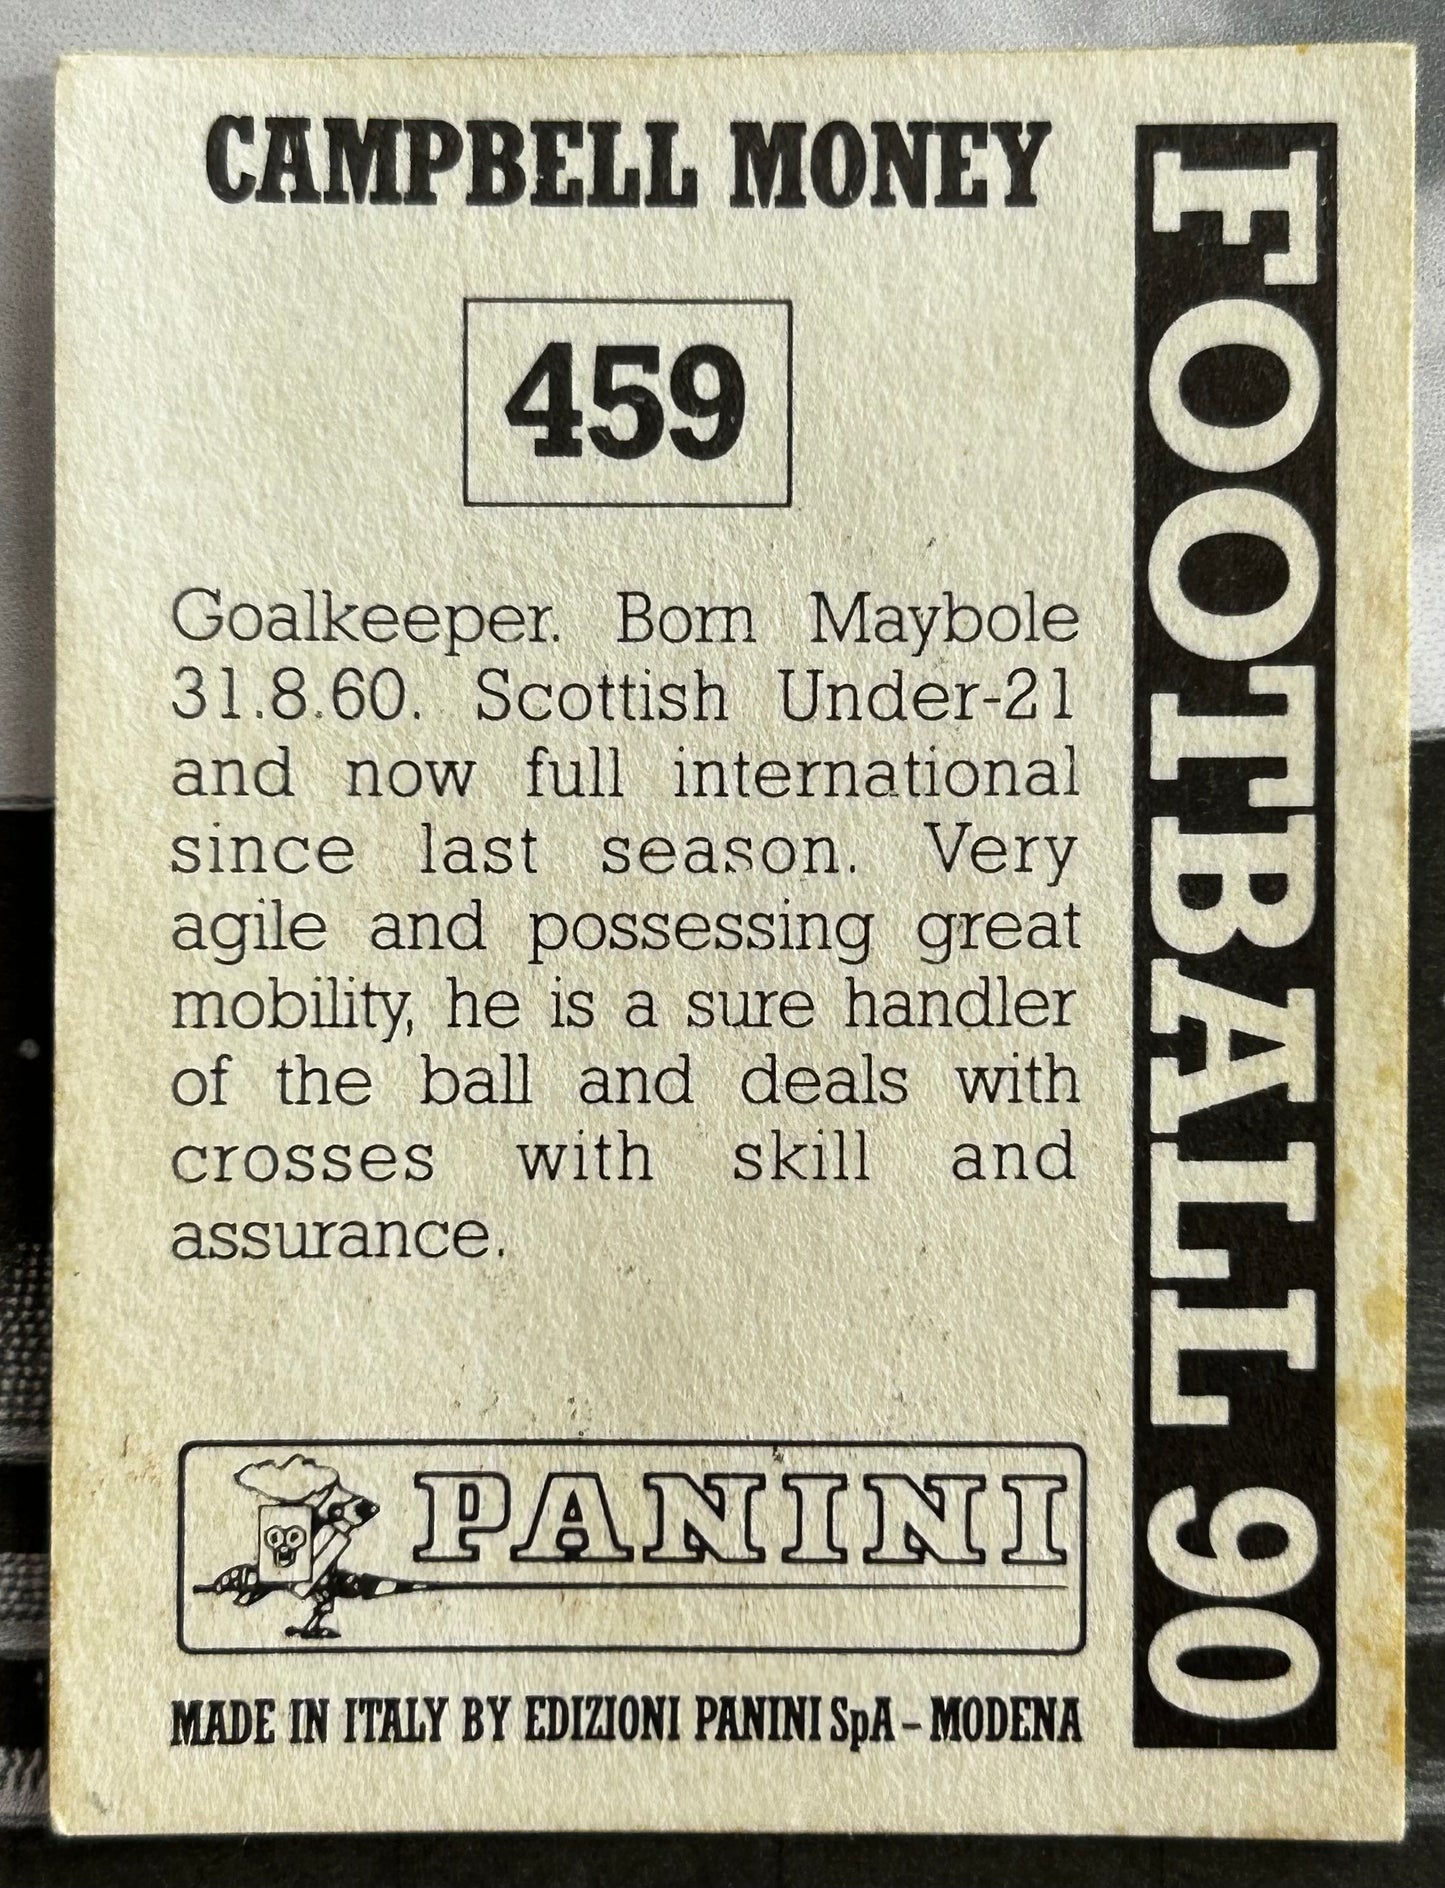 CAMPBELL MONEY
459
Goalkeeper. Born Maybole
31.8.60. Scottish Under-21
and now full international
since last season. Very
agile and possessing great
mobility, he is a sure handler
of the ball and deals with
crosses with skill and
assurance.
PANINI
MADE IN ITALY BY EDIZIONI PANINI SpA – MODENA
FOOTBALL 90